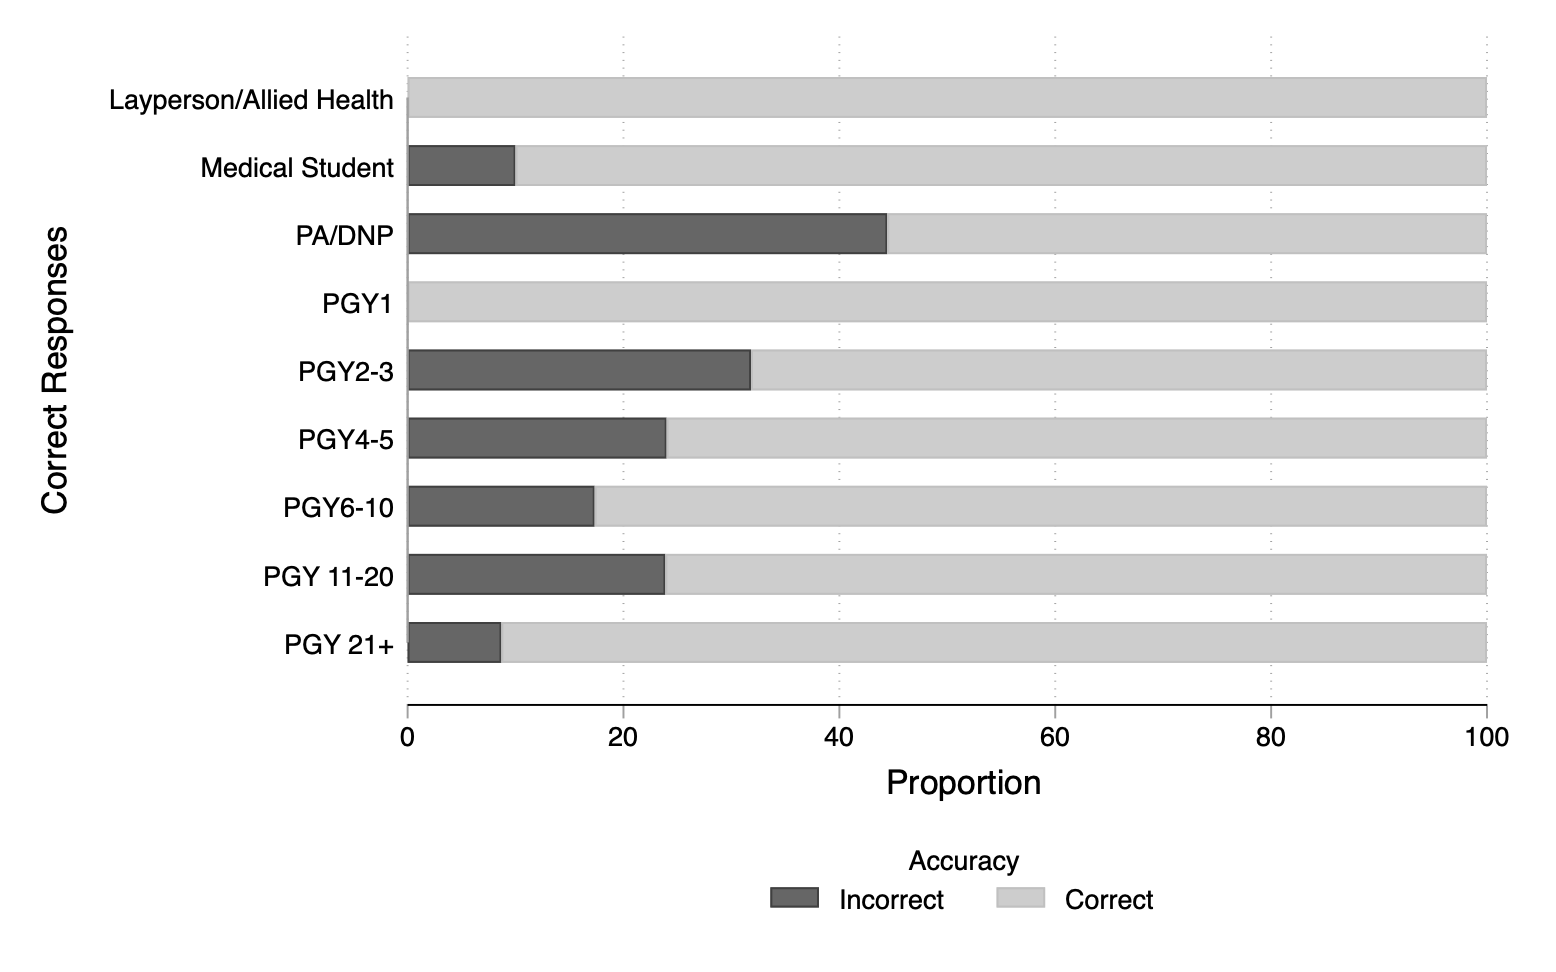 Correct Responses
Layperson/Allied Health
Medical Student
PA/DNP
PGY1
PGY2-3
PGY4-5
PGY6-10
PGY 11-20
PGY 21+
0 20 40 60 80 100
Proportion
Accuracy
Incorrect Correct